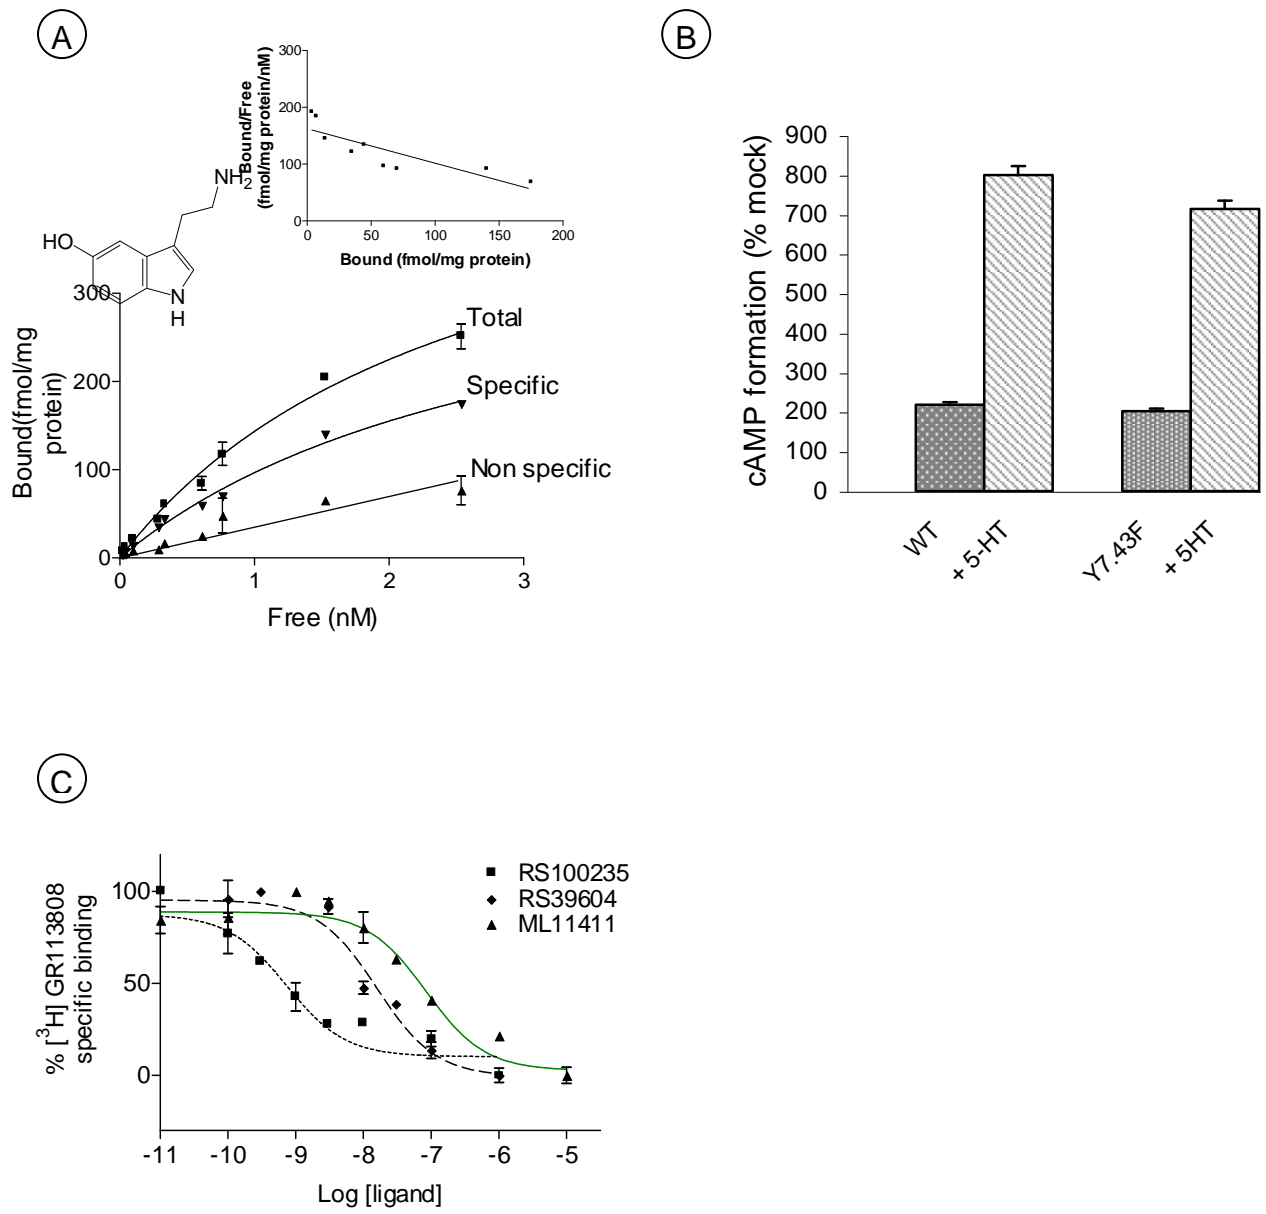 A
300
200
100
0
Bound/Free
(fmol/mg protein/nM)
0 50 100 150 200
Bound (fmol/mg protein)
NH2
HO
N
H
300
200
100
0
Bound(fmol/mg
protein)
Total
Specific
Non specific
0 1 2 3
Free (nM)
B
900
800
700
600
500
400
300
200
100
0
cAMP formation (% mock)
WT
+ 5-HT
Y7.43F
+ 5HT
C
RS100235
RS39604
ML11411
100
50
0
% [3H] GR113808
specific binding
-11 -10 -9 -8 -7 -6 -5
Log [ligand]